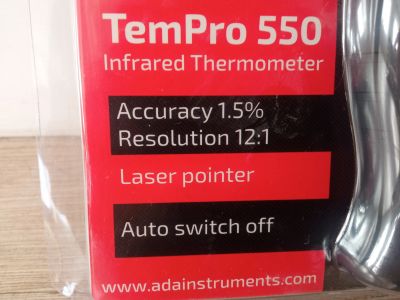 TemPro 550
Infrared Thermometer
Accuracy 1.5%
Resolution 12:1
Laser pointer
Auto switch off
www.adainstruments.com